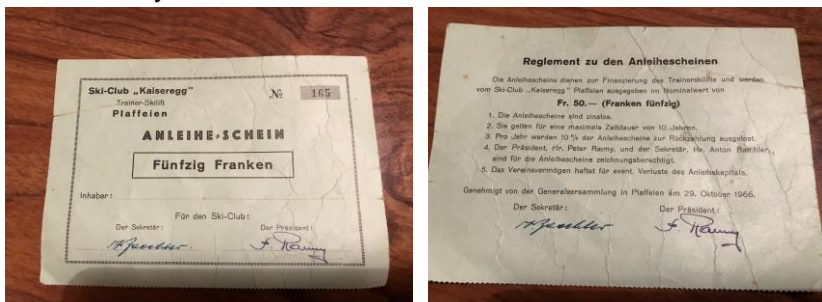 Ski-Club „Kaiseregg"
Trainer-Skilift
Plaffeien
№ 165
ANLEIHE-SCHEIN
Fünfzig Franken
Inhaber:
Für den Ski-Club:
Der Sekretär: Der Präsident:
Reglement zu den Anleihescheinen
Die Anleihescheine dienen zur Finanzierung des Trainerskilifts und werden
vom Ski-Club „Kaiseregg" Plaffeien ausgegeben im Nominalwert von
Fr. 50.— (Franken fünfzig)
1. Die Anleihescheine sind zinslos.
2. Sie gelten für eine maximale Zeitdauer von 10 Jahren.
3. Pro Jahr werden 10 % der Anleihescheine zur Rückzahlung ausgelost.
4. Der Präsident, Hr. Peter Ræmy, und der Sekretär, Hr. Anton Bæchler,
sind für die Anleihescheine zeichnungsberechtigt.
5. Das Vereinsvermögen haftet für event. Verluste des Anleihekapitals.
Genehmigt von der Generalversammlung in Plaffeien am 29. Oktober 1966.
Der Sekretär: Der Präsident: